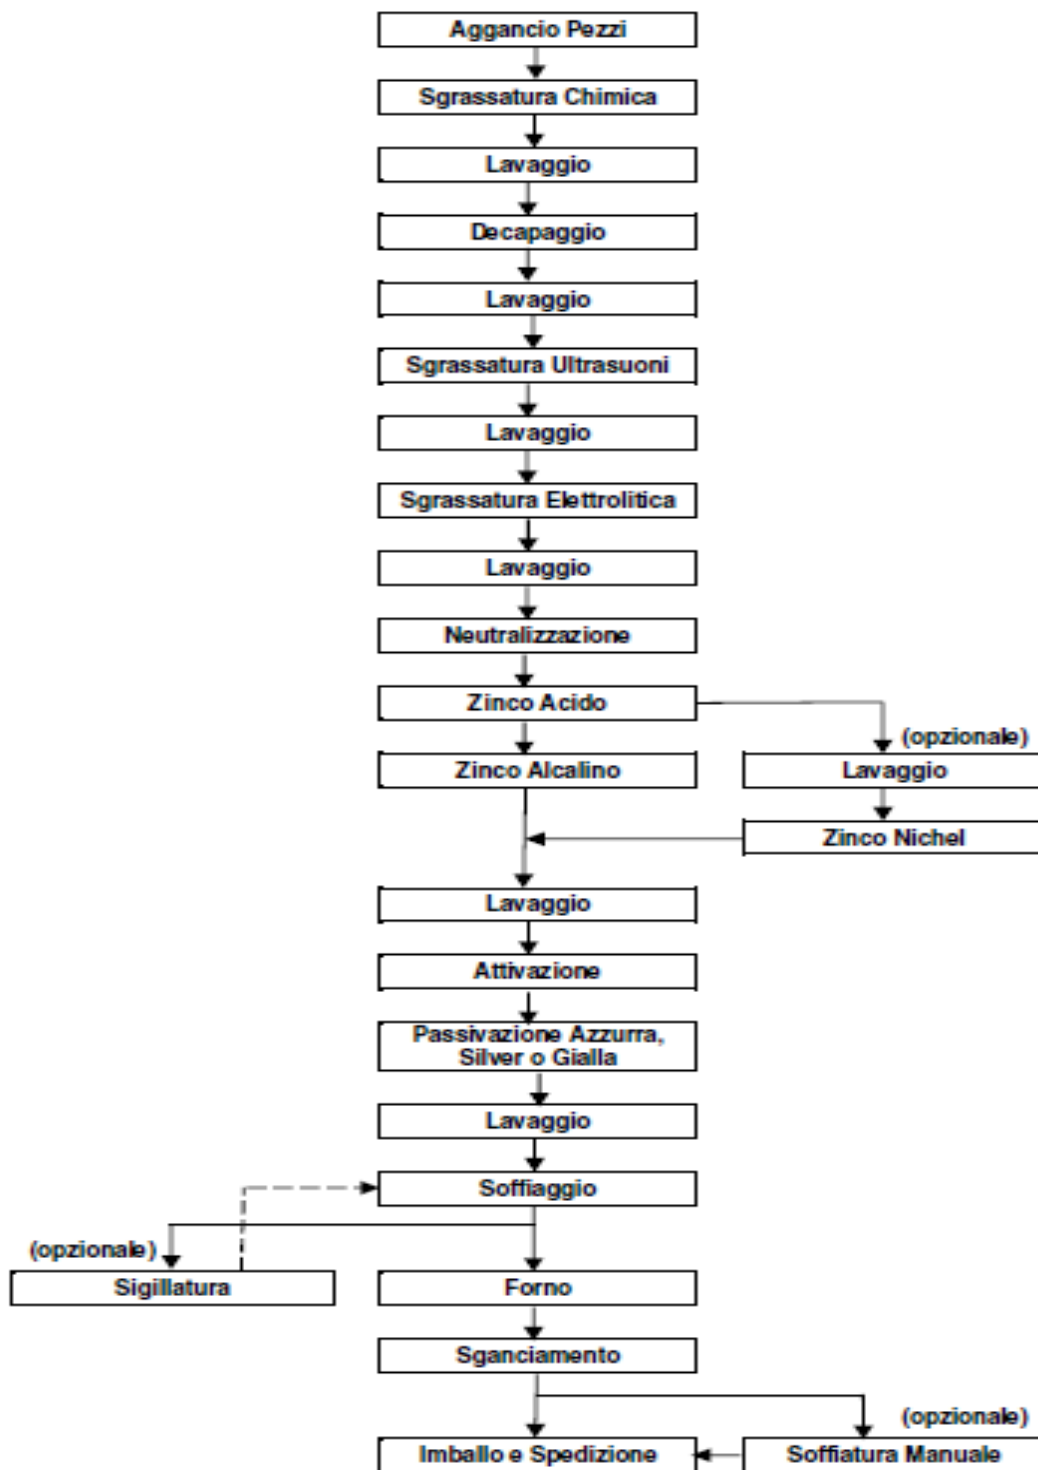 Aggancio Pezzi
Sgrassatura Chimica
Lavaggio
Decapaggio
Lavaggio
Sgrassatura Ultrasuoni
Lavaggio
Sgrassatura Elettrolitica
Lavaggio
Neutralizzazione
Zinco Acido
(opzionale)
Zinco Alcalino
Lavaggio
Zinco Nichel
Lavaggio
Attivazione
Passivazione Azzurra,
Silver o Gialla
Lavaggio
Soffiaggio
(opzionale)
Sigillatura
Forno
Sganciamento
(opzionale)
Imballo e Spedizione
Soffiatura Manuale